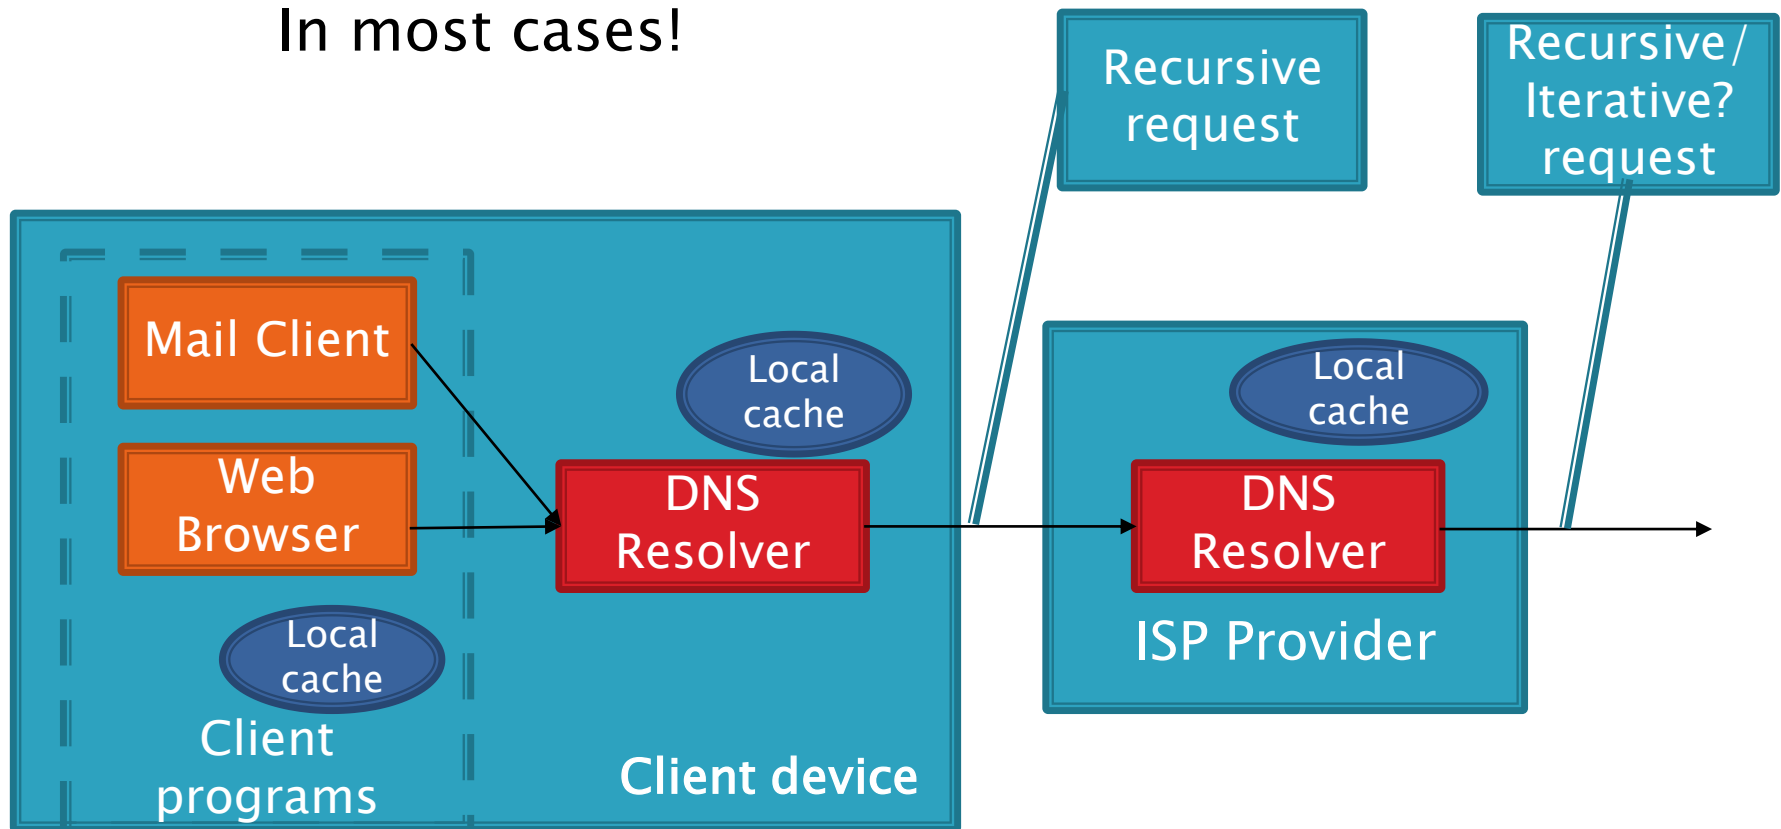 In most cases!
Recursive
request
Recursive/
Iterative?
request
Mail Client
Local
cache
Local
cache
Web
Browser
DNS
Resolver
DNS
Resolver
Local
cache
ISP Provider
Client
programs
Client device